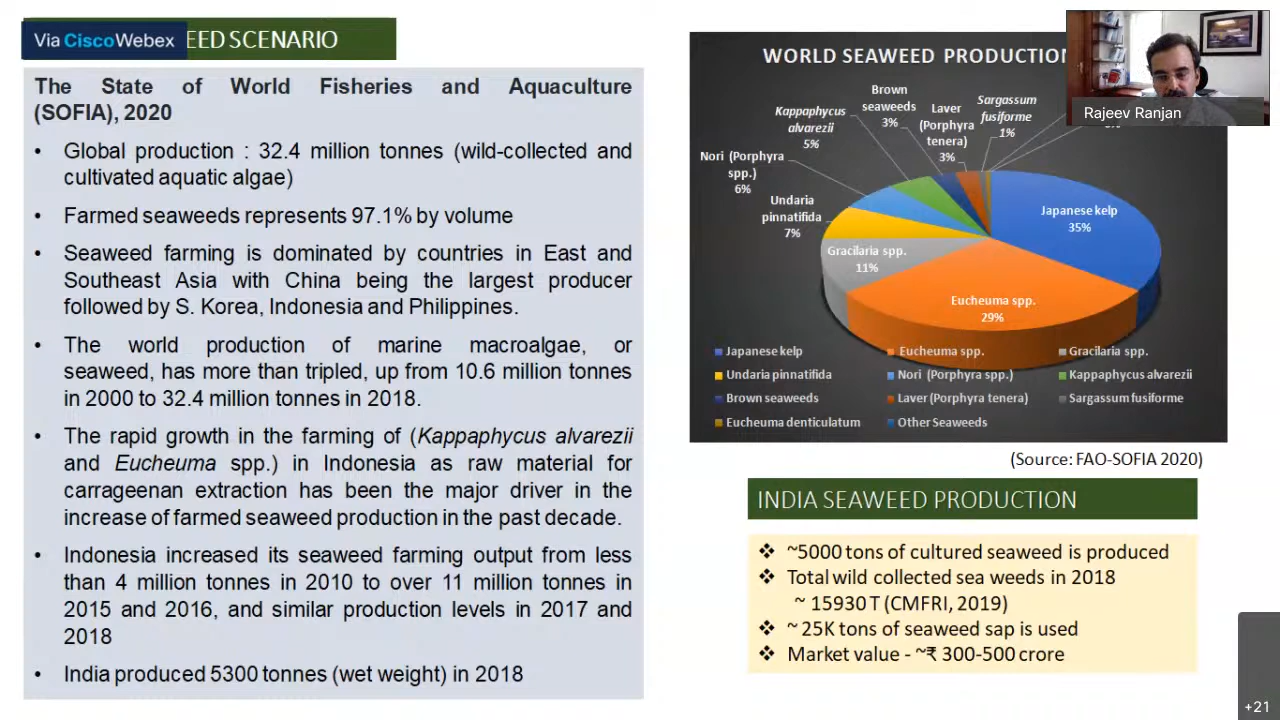 Via Cisco Webex
EED SCENARIO
The State of World Fisheries and Aquaculture
(SOFIA), 2020
• Global production : 32.4 million tonnes (wild-collected and
cultivated aquatic algae)
• Farmed seaweeds represents 97.1% by volume
• Seaweed farming is dominated by countries in East and
Southeast Asia with China being the largest producer
followed by S. Korea, Indonesia and Philippines.
• The world production of marine macroalgae, or
seaweed, has more than tripled, up from 10.6 million tonnes
in 2000 to 32.4 million tonnes in 2018.
• The rapid growth in the farming of (Kappaphycus alvarezii
and Eucheuma spp.) in Indonesia as raw material for
carrageenan extraction has been the major driver in the
increase of farmed seaweed production in the past decade.
• Indonesia increased its seaweed farming output from less
than 4 million tonnes in 2010 to over 11 million tonnes in
2015 and 2016, and similar production levels in 2017 and
2018
• India produced 5300 tonnes (wet weight) in 2018
WORLD SEAWEED PRODUCTION
Rajeev Ranjan
Brown
seaweeds
3%
Laver
(Porphyra
tenera)
3%
Sargassum
fusiforme
1%
Kappaphycus
alvarezii
5%
Nori (Porphyra
spp.)
6%
Undaria
pinnatifida
7%
Japanese kelp
35%
Gracilaria spp.
11%
Eucheuma spp.
29%
Japanese kelp
Eucheuma spp.
Gracilaria spp.
Undaria pinnatifida
Nori (Porphyra spp.)
Kappaphycus alvarezii
Brown seaweeds
Laver (Porphyra tenera)
Sargassum fusiforme
Eucheuma denticulatum
Other Seaweeds
(Source: FAO-SOFIA 2020)
INDIA SEAWEED PRODUCTION
❖ ~5000 tons of cultured seaweed is produced
❖ Total wild collected sea weeds in 2018
~ 15930 T (CMFRI, 2019)
❖ ~ 25K tons of seaweed sap is used
❖ Market value - ~₹ 300-500 crore
+21